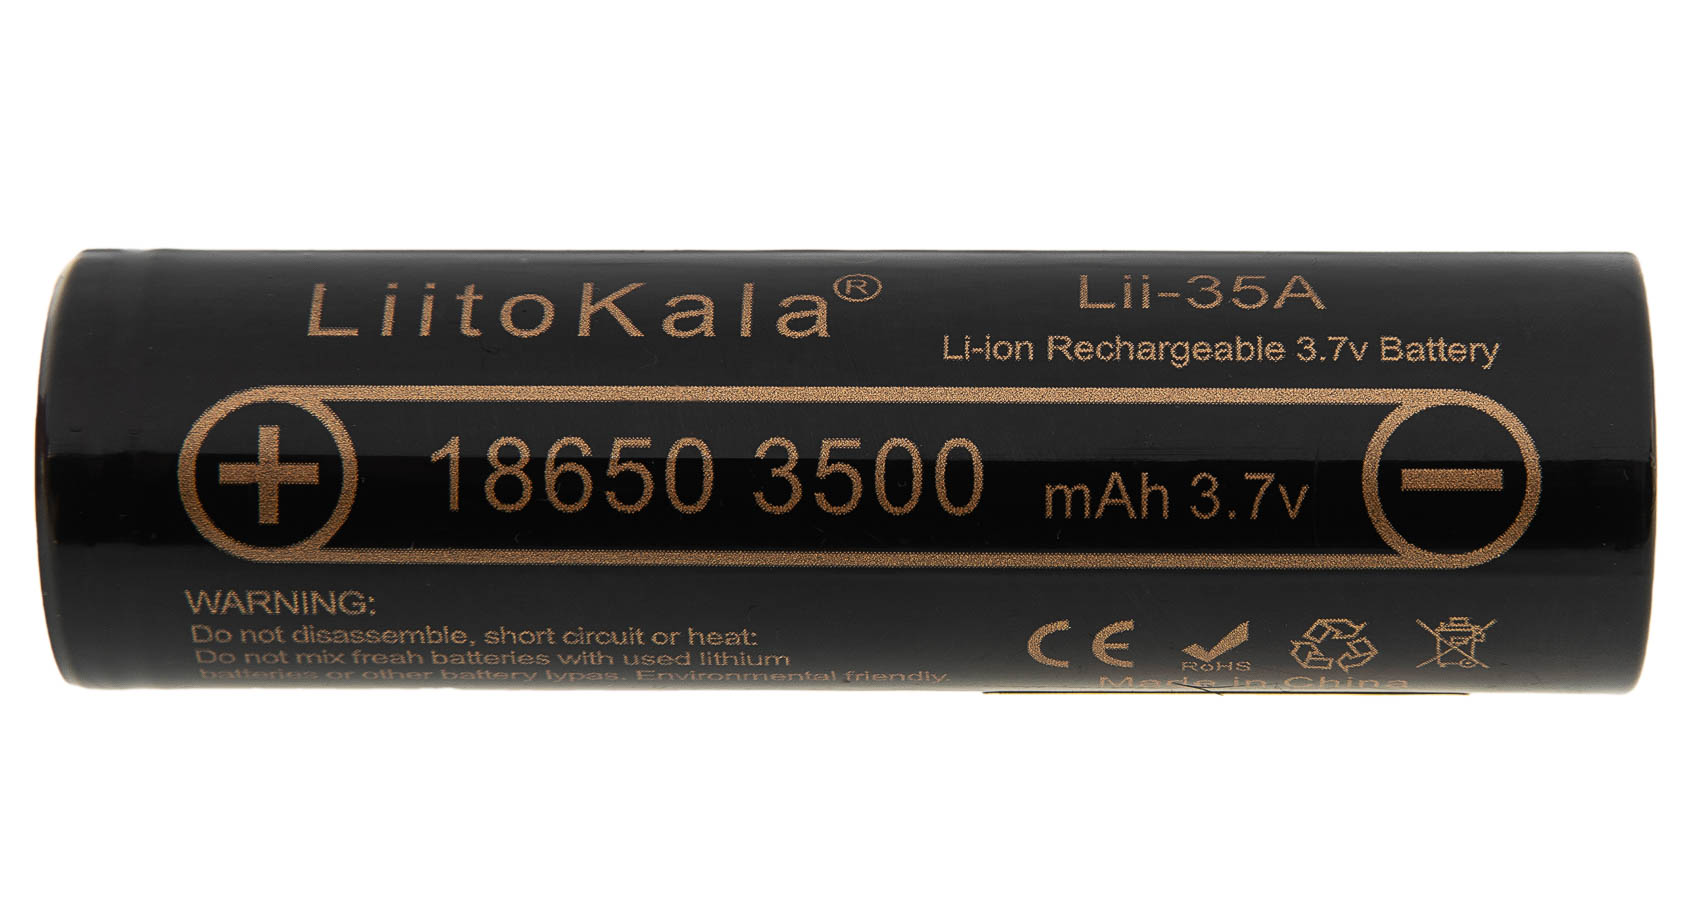 LiitoKala®
Lii-35A
Li-ion Rechargeable 3.7v Battery
+ 18650 3500 mAh 3.7v −
WARNING:
Do not disassemble, short circuit or heat:
Do not mix freah batteries with used lithium
batteries or other battery lypas. Environmental friendly.
CE
RoHS
Made in China